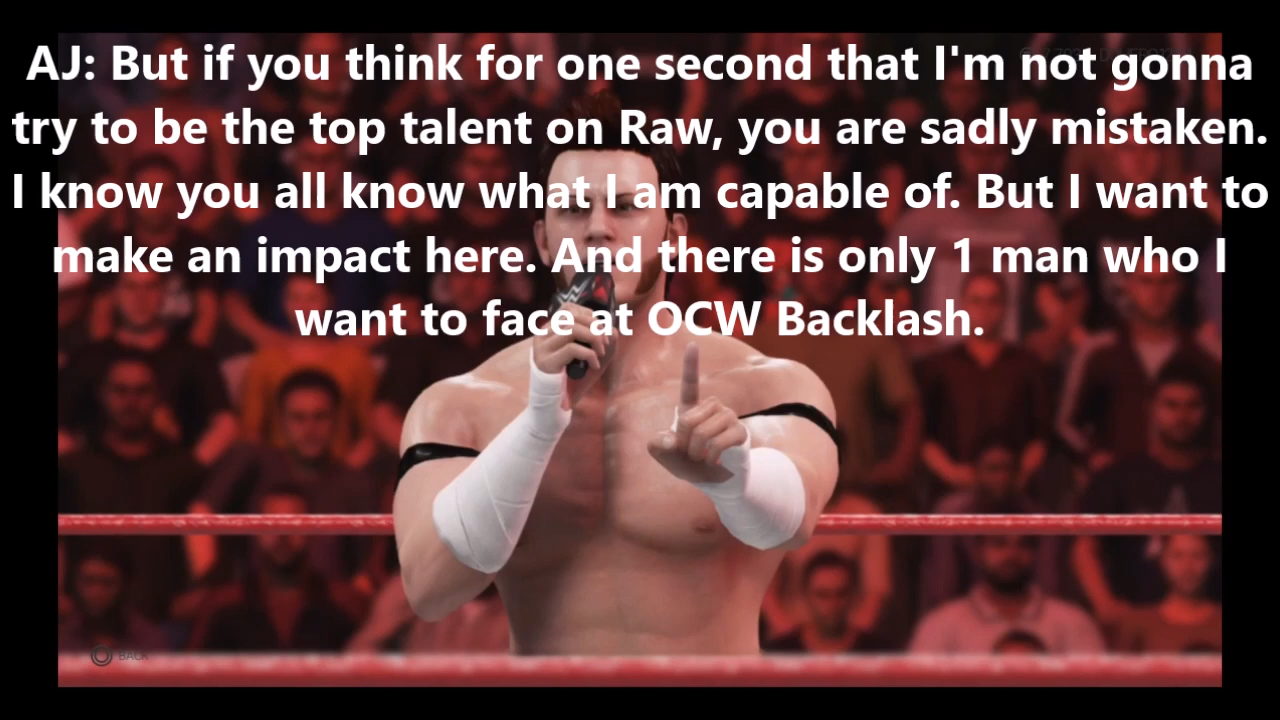 AJ: But if you think for one second that I'm not gonna
try to be the top talent on Raw, you are sadly mistaken.
I know you all know what I am capable of. But I want to
make an impact here. And there is only 1 man who I
want to face at OCW Backlash.
BACK